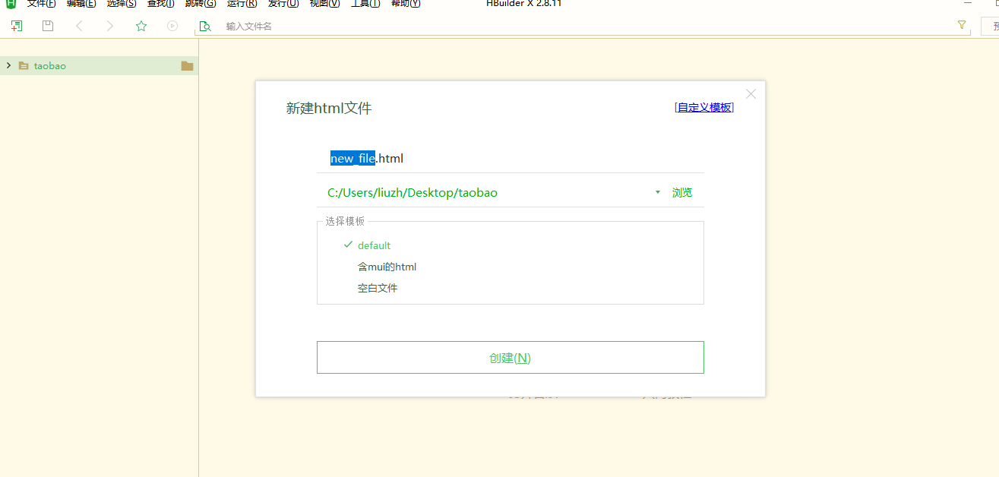 文件(F) 编辑(E) 选择(S) 查找(I) 跳转(G) 运行(R) 发行(U) 视图(V) 工具(T) 帮助(Y) HBuilder X 2.8.11
输入文件名
taobao
新建html文件
[自定义模板]
new_file.html
C:/Users/liuzh/Desktop/taobao
浏览
选择模板
default
含mui的html
空白文件
创建(N)